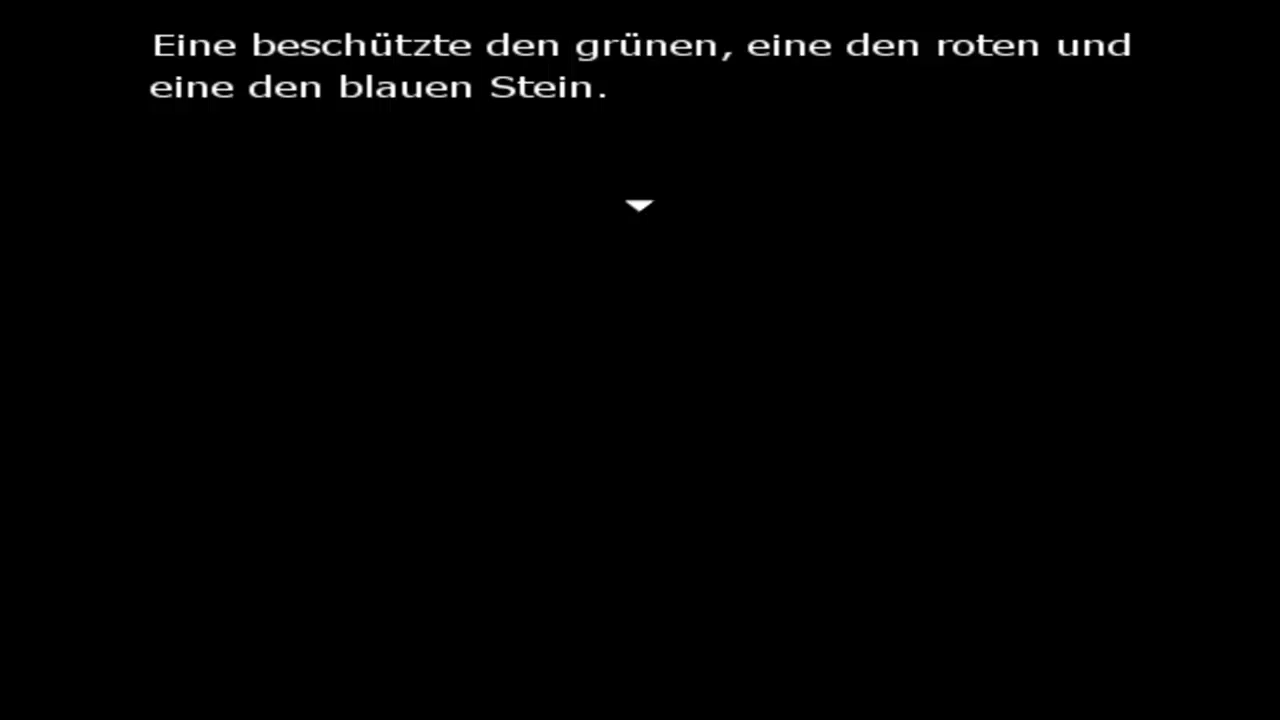 Eine beschützte den grünen, eine den roten und
eine den blauen Stein.